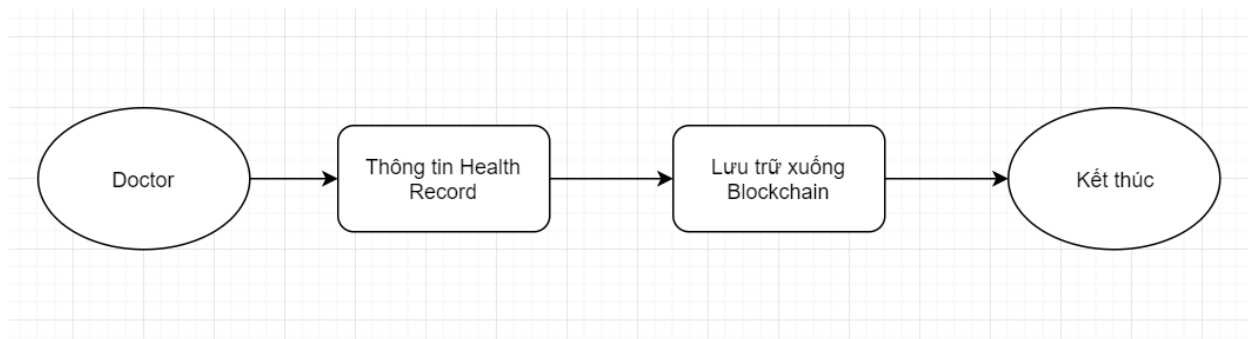 Doctor
Thông tin Health
Record
Lưu trữ xuống
Blockchain
Kết thúc